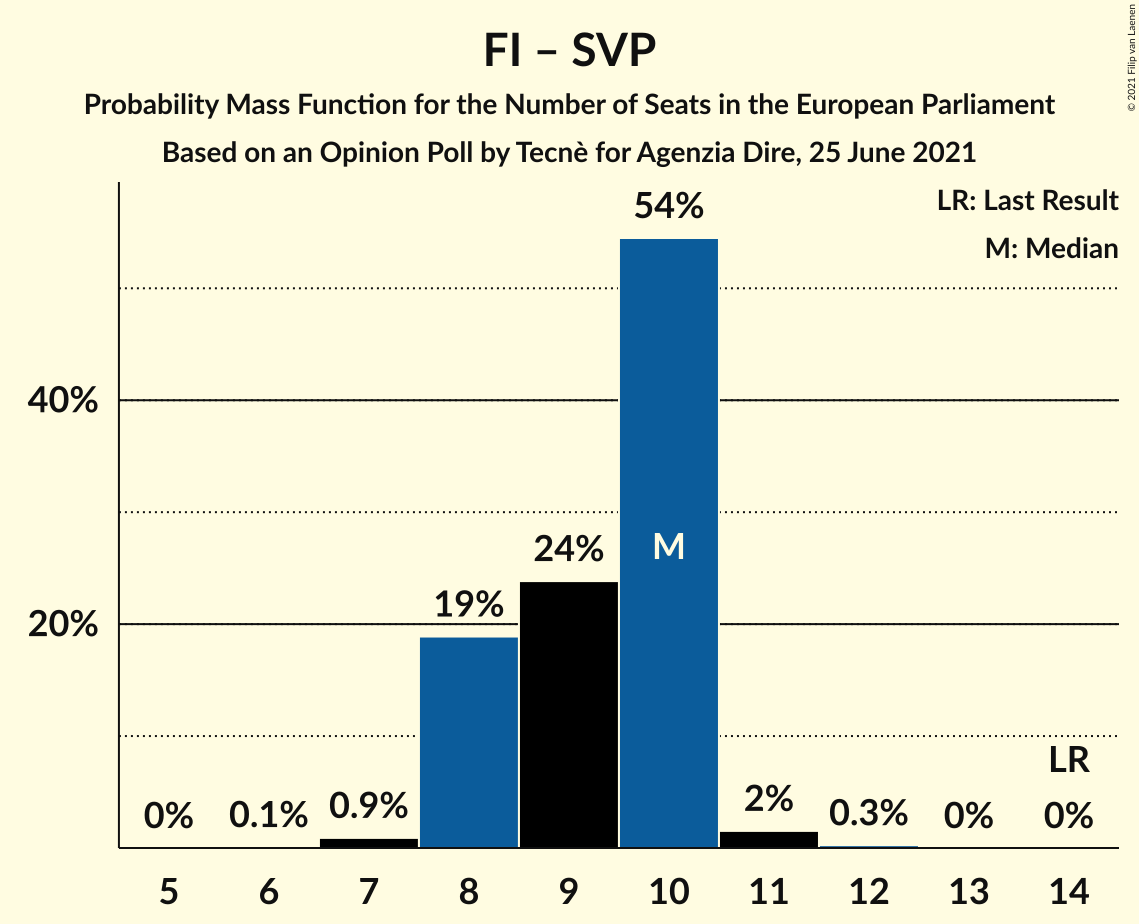 FI – SVP
Probability Mass Function for the Number of Seats in the European Parliament
Based on an Opinion Poll by Tecnè for Agenzia Dire, 25 June 2021
© 2021 Filip van Laenen
LR: Last Result
M: Median
54%
40%
M
24%
19%
20%
LR
0%
0.1%
0.9%
2%
0.3%
0%
0%
5 6 7 8 9 10 11 12 13 14